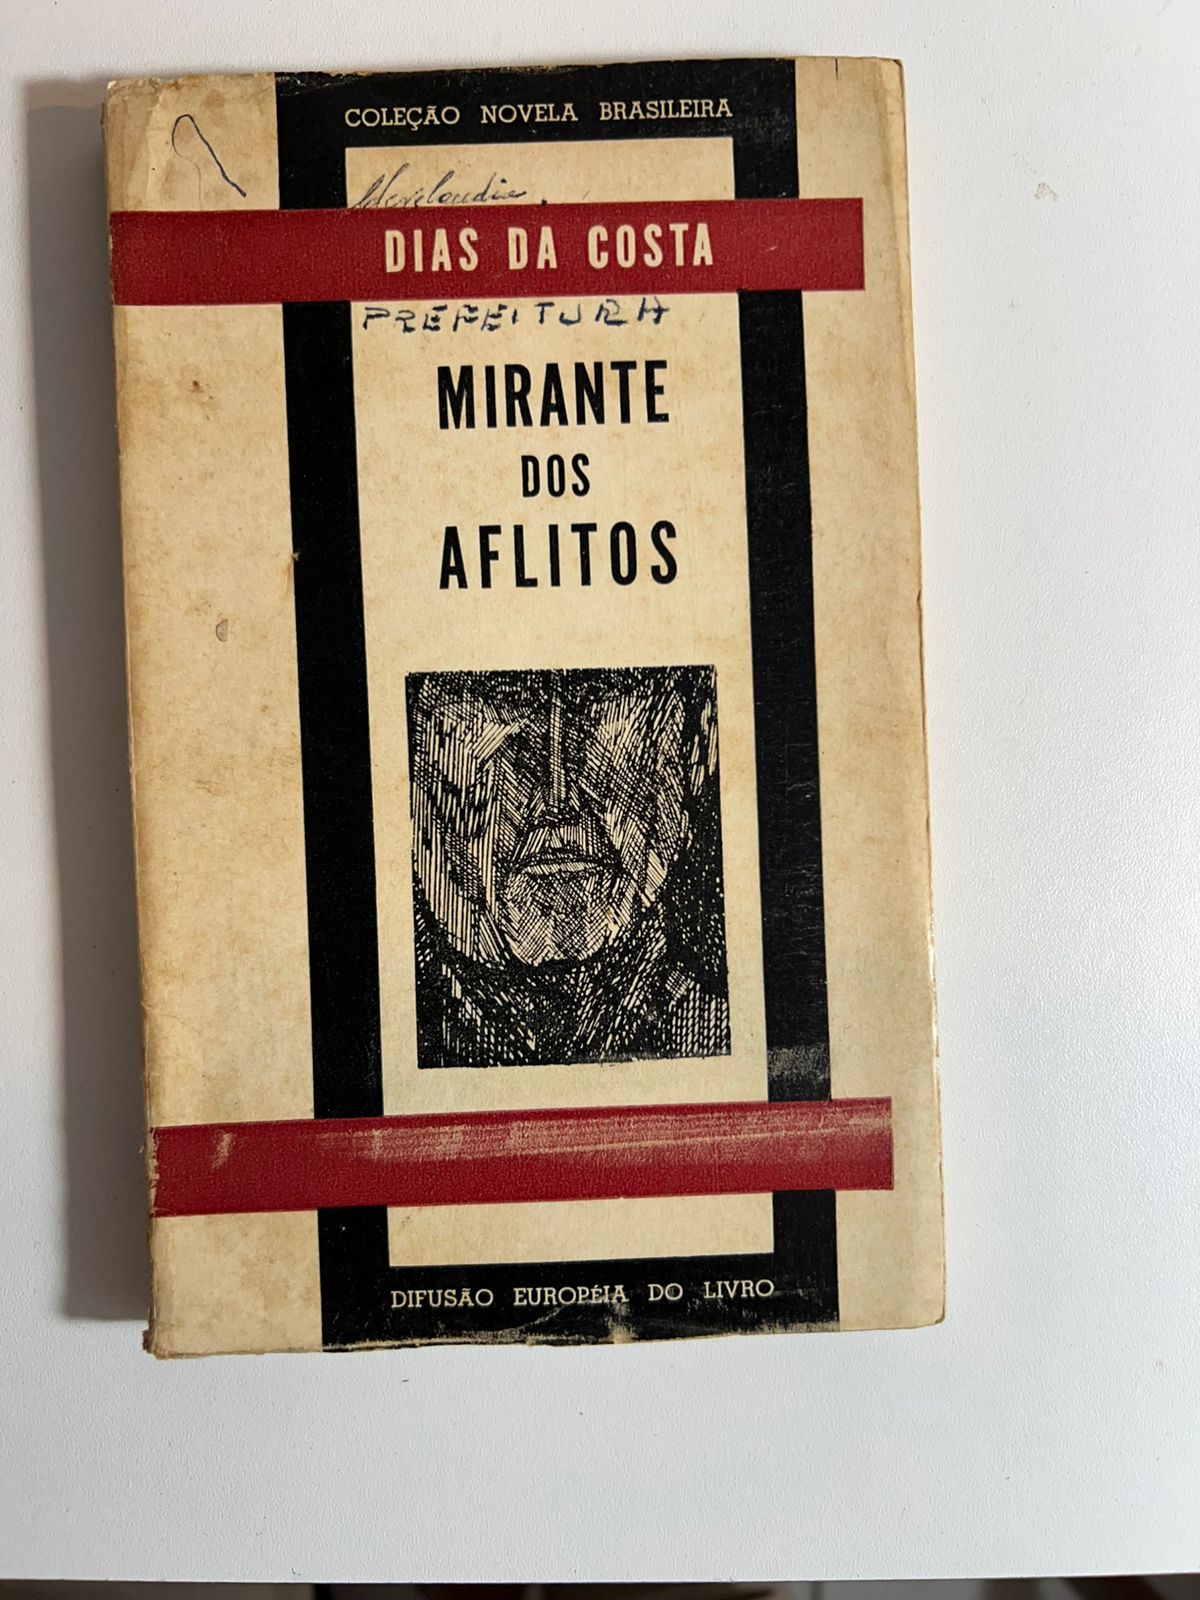 COLEÇÃO NOVELA BRASILEIRA
DIAS DA COSTA
PREFEITURA
MIRANTE
DOS
AFLITOS
DIFUSÃO EUROPÉIA DO LIVRO